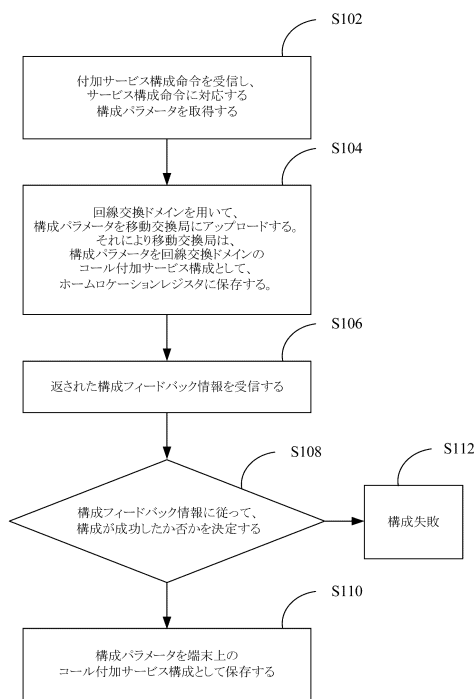 S102
付加サービス構成命令を受信し、
サービス構成命令に対応する
構成パラメータを取得する
S104
回線交換ドメインを用いて、
構成パラメータを移動交換局にアップロードする。
それにより移動交換局は、
構成パラメータを回線交換ドメインの
コール付加サービス構成として、
ホームロケーションレジスタに保存する。
S106
返された構成フィードバック情報を受信する
S108
構成フィードバック情報に従って、
構成が成功したか否かを決定する
S112
構成失敗
S110
構成パラメータを端末上の
コール付加サービス構成として保存する